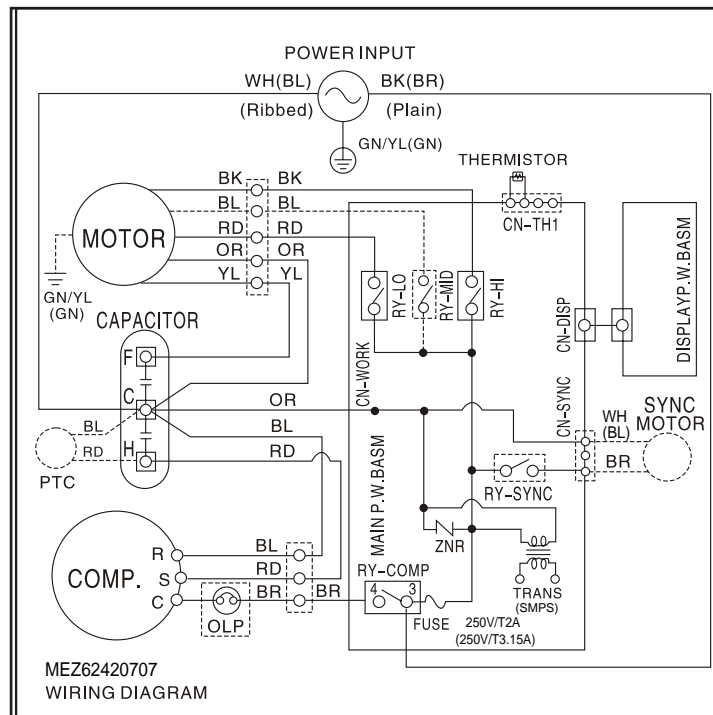 POWER INPUT
WH(BL)
BK(BR)
(Ribbed)
(Plain)
GN/YL(GN)
THERMISTOR
BK
BK
BL
BL
RD
RD
OR
OR
YL
YL
MOTOR
CN-TH1
GN/YL
(GN)
RY-LO
RY-MID
RY-HI
CN-DISP
DISPLAYP.W.BASM
CAPACITOR
F
C
H
CN-WORK
OR
BL
RD
BL
RD
PTC
CN-SYNC
WH
(BL)
BR
SYNC
MOTOR
RY-SYNC
MAIN P.W.BASM
ZNR
COMP.
R
S
C
BL
RD
BR
BR
OLP
RY-COMP
4
3
FUSE
TRANS
(SMPS)
250V/T2A
(250V/T3.15A)
MEZ62420707
WIRING DIAGRAM